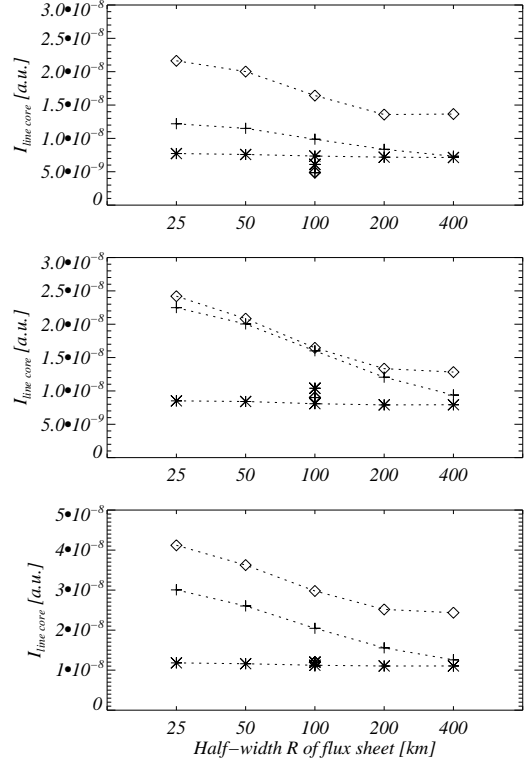 3.0•10⁻⁸
2.5•10⁻⁸
2.0•10⁻⁸
1.5•10⁻⁸
1.0•10⁻⁸
5.0•10⁻⁹
0
I line core [a.u.]
25 50 100 200 400
3.0•10⁻⁸
2.5•10⁻⁸
2.0•10⁻⁸
1.5•10⁻⁸
1.0•10⁻⁸
5.0•10⁻⁹
0
I line core [a.u.]
25 50 100 200 400
5•10⁻⁸
4•10⁻⁸
3•10⁻⁸
2•10⁻⁸
1•10⁻⁸
0
I line core [a.u.]
25 50 100 200 400
Half−width R of flux sheet [km]